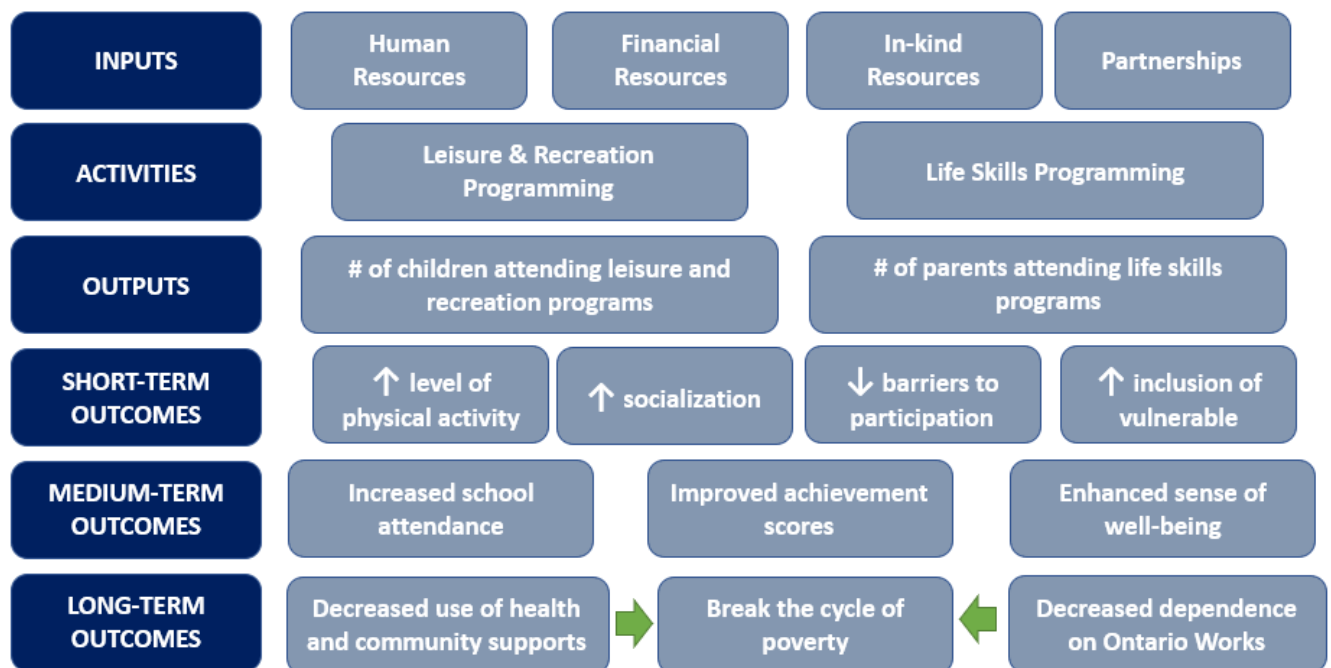 INPUTS
Human
Resources
Financial
Resources
In-kind
Resources
Partnerships
ACTIVITIES
Leisure & Recreation
Programming
Life Skills Programming
OUTPUTS
# of children attending leisure and
recreation programs
# of parents attending life skills
programs
SHORT-TERM
OUTCOMES
↑ level of
physical activity
↑ socialization
↓ barriers to
participation
↑ inclusion of
vulnerable
MEDIUM-TERM
OUTCOMES
Increased school
attendance
Improved achievement
scores
Enhanced sense of
well-being
LONG-TERM
OUTCOMES
Decreased use of health
and community supports
Break the cycle of
poverty
Decreased dependence
on Ontario Works